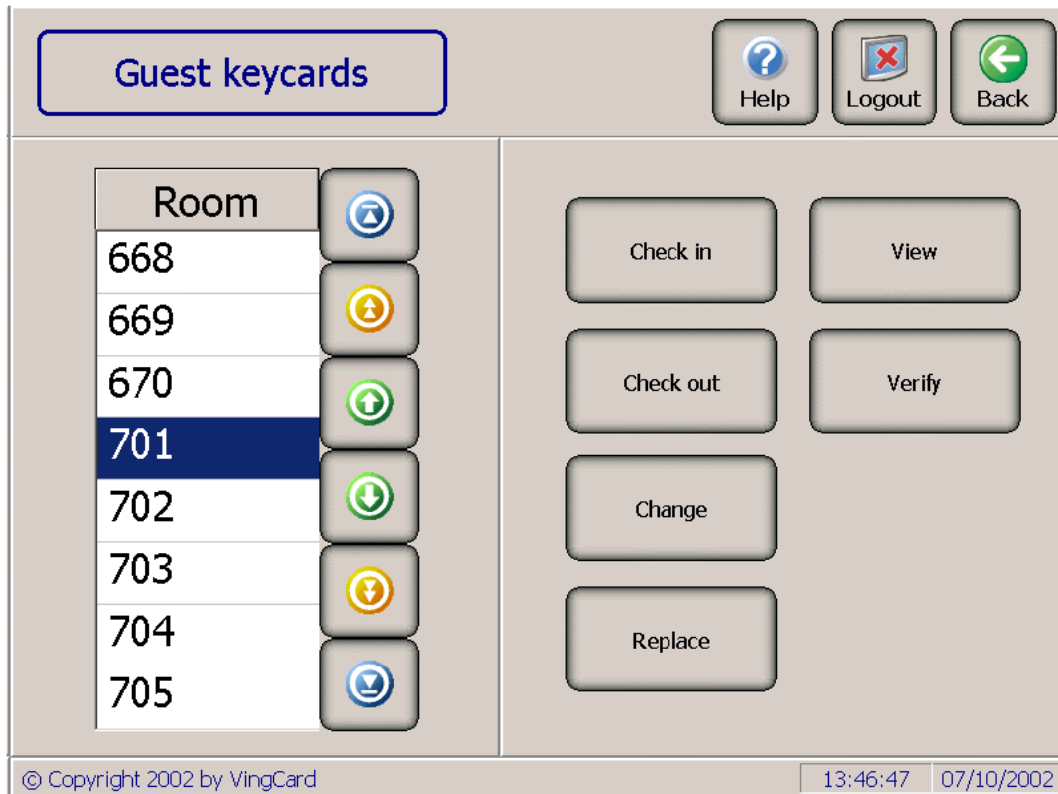 Guest keycards
Help
Logout
Back
Room
668
669
670
701
702
703
704
705
Check in
View
Check out
Verify
Change
Replace
© Copyright 2002 by VingCard
13:46:47
07/10/2002